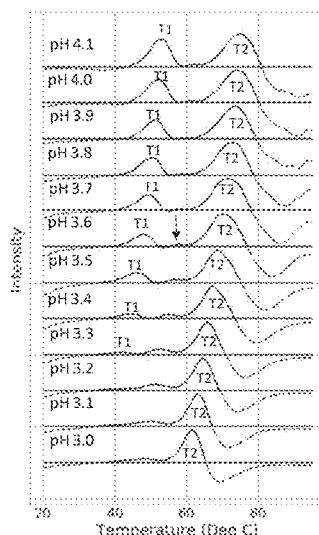 T1
pH 4.1
T2
T1
pH 4.0
T2
T1
pH 3.9
T2
T1
pH 3.8
T2
T1
pH 3.7
T2
T1
pH 3.6
T2
T1
pH 3.5
T2
T1
pH 3.4
T2
T1
pH 3.3
T2
pH 3.2
T2
pH 3.1
T2
pH 3.0
T2
Intensity
20 40 60 80
Temperature (Deg C)